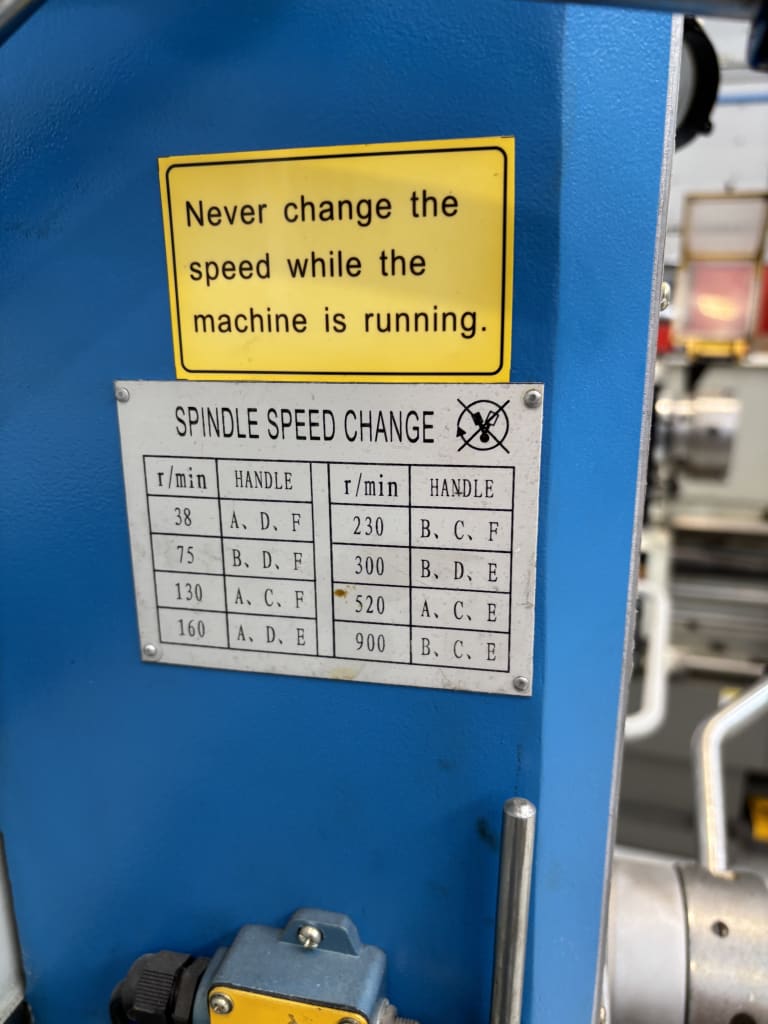 Never change the
speed while the
machine is running.
SPINDLE SPEED CHANGE
r/min HANDLE r/min HANDLE
38 A、D、F 230 B、C、F
75 B、D、F 300 B、D、E
130 A、C、F 520 A、C、E
160 A、D、E 900 B、C、E